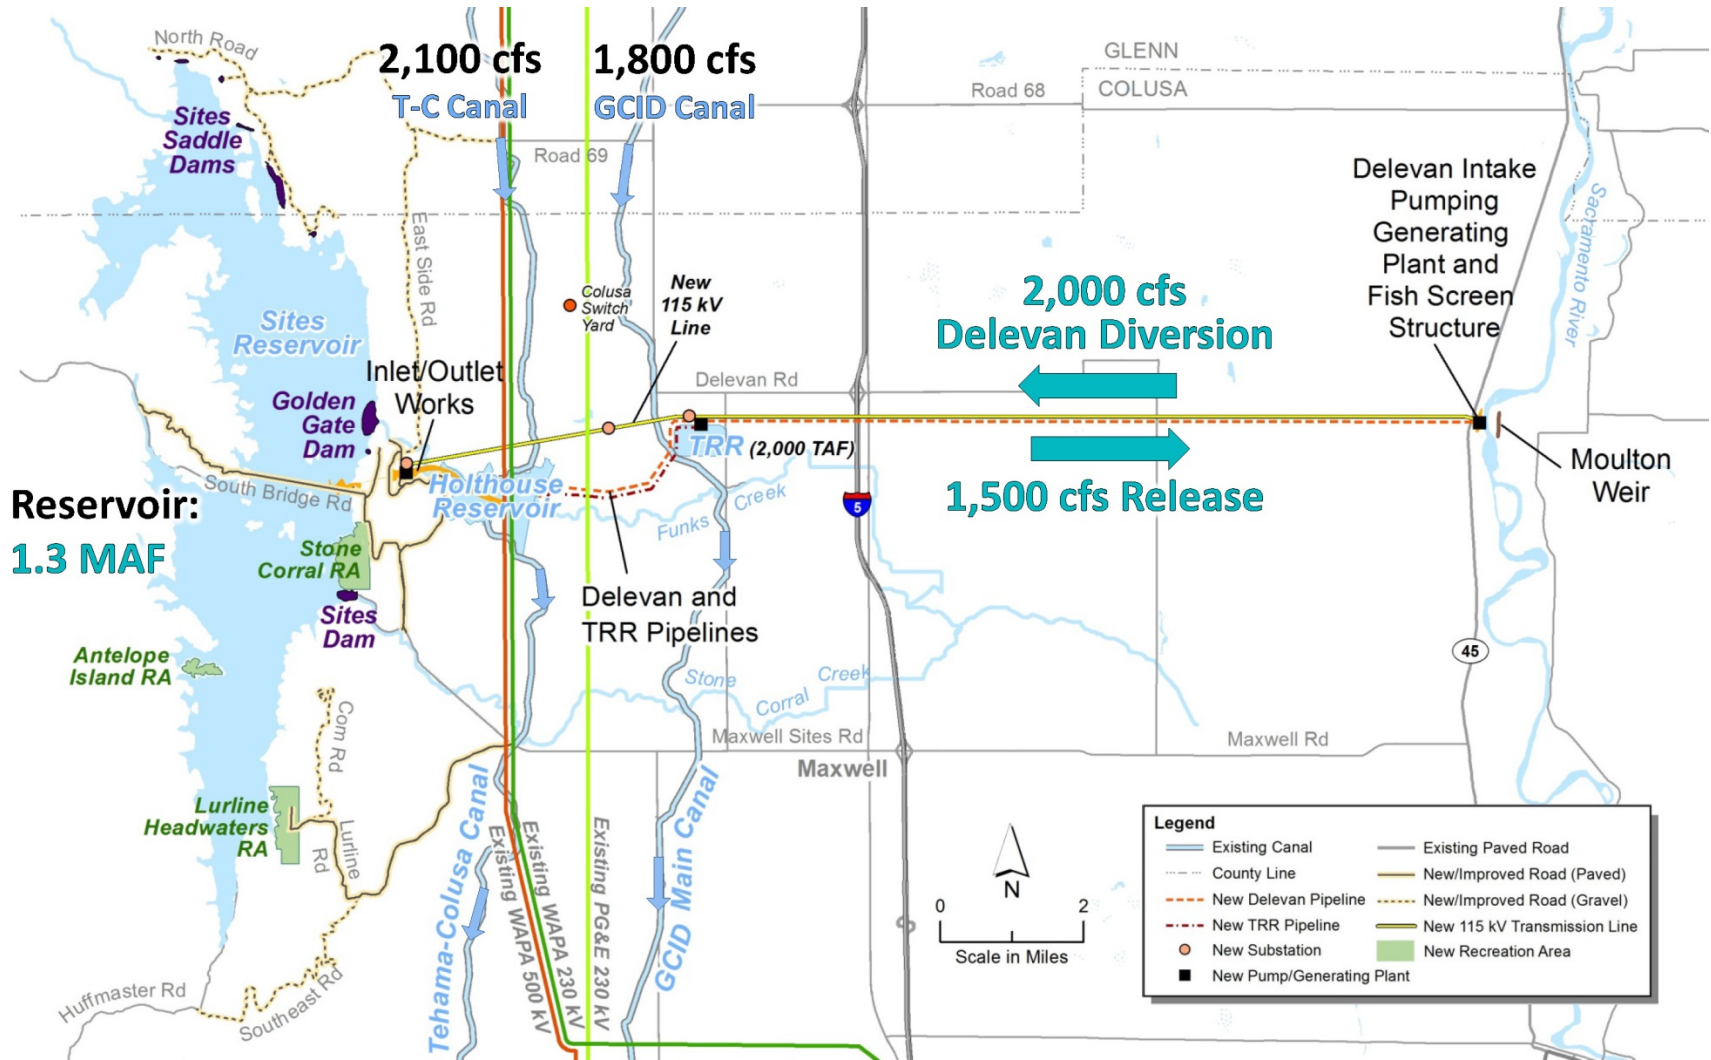 North Road
2,100 cfs
T-C Canal
1,800 cfs
GCID Canal
GLENN
COLUSA
Road 68
Road 69
Sites
Saddle
Dams
East Side Rd
Sites
Reservoir
Colusa
Switch
Yard
New
115 kV
Line
Delevan Intake
Pumping
Generating
Plant and
Fish Screen
Structure
Sacramento River
2,000 cfs
Delevan Diversion
Inlet/Outlet
Works
Delevan Rd
Golden
Gate
Dam
TRR (2,000 TAF)
1,500 cfs Release
Moulton
Weir
South Bridge Rd
Holthouse
Reservoir
Funks Creek
5
Reservoir:
1.3 MAF
Stone
Corral RA
Sites
Dam
Delevan and
TRR Pipelines
Antelope
Island RA
Stone Corral Creek
45
Com Rd
Maxwell Sites Rd
Maxwell Rd
Maxwell
Lurline
Headwaters
RA
Lurline Rd
Tehama-Colusa Canal
Existing WAPA 500 kV
Existing WAPA 230 kV
Existing PG&E 230 kV
GCID Main Canal
Huffmaster Rd
Southeast Rd
N
0 2
Scale in Miles
Legend
Existing Canal
County Line
New Delevan Pipeline
New TRR Pipeline
New Substation
New Pump/Generating Plant
Existing Paved Road
New/Improved Road (Paved)
New/Improved Road (Gravel)
New 115 kV Transmission Line
New Recreation Area